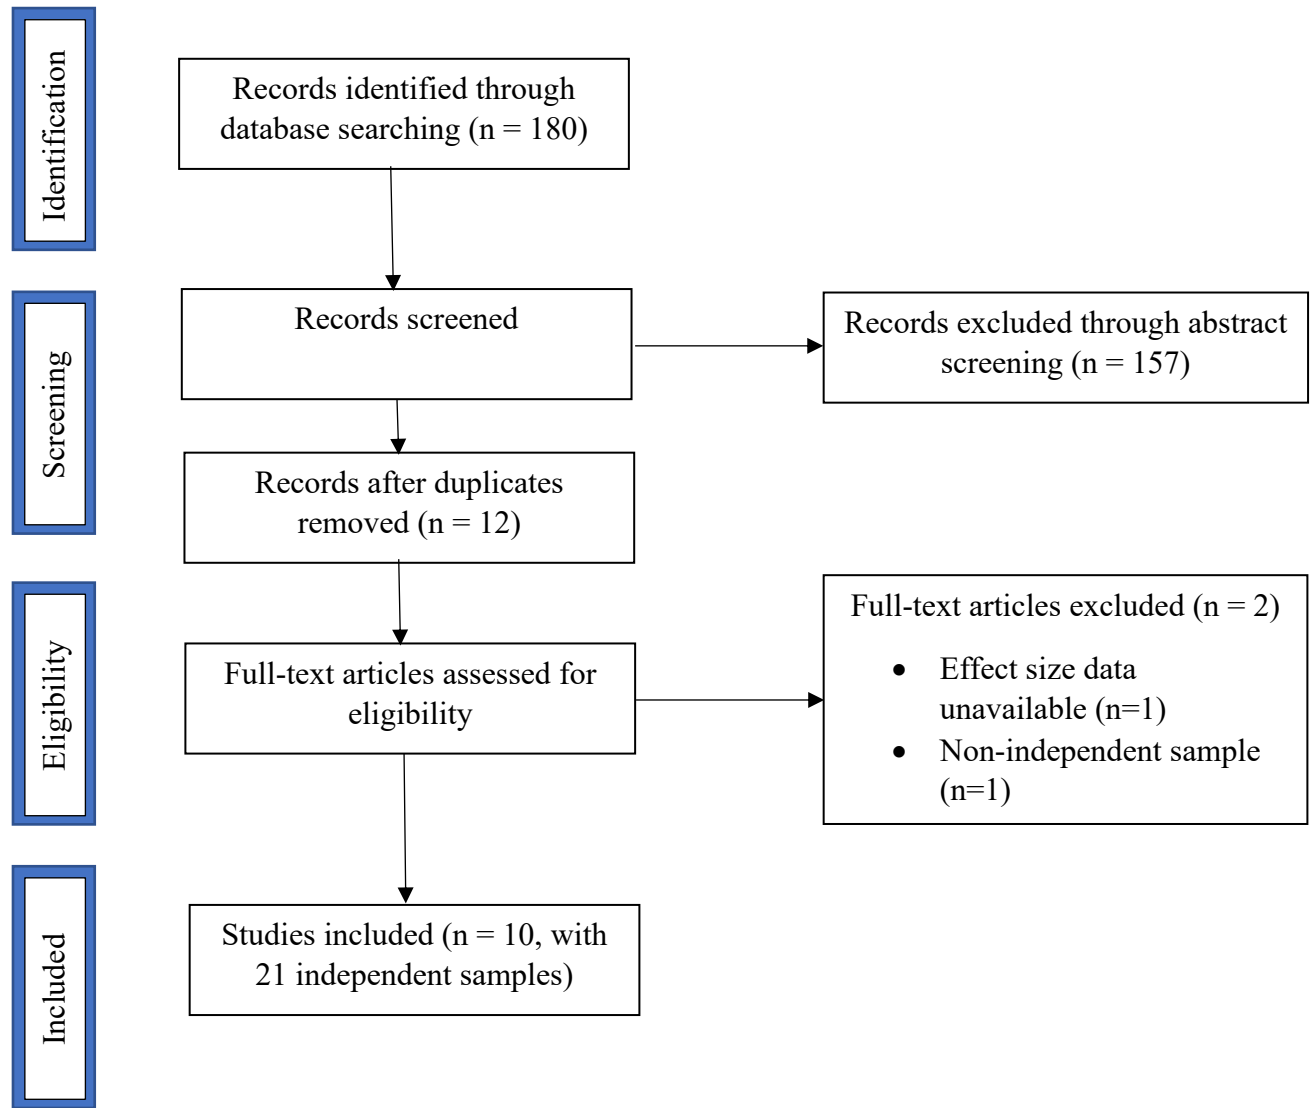 Identification
Records identified through
database searching (n = 180)
Screening
Records screened
Records excluded through abstract
screening (n = 157)
Records after duplicates
removed (n = 12)
Eligibility
Full-text articles assessed for
eligibility
Full-text articles excluded (n = 2)
• Effect size data
unavailable (n=1)
• Non-independent sample
(n=1)
Included
Studies included (n = 10, with
21 independent samples)